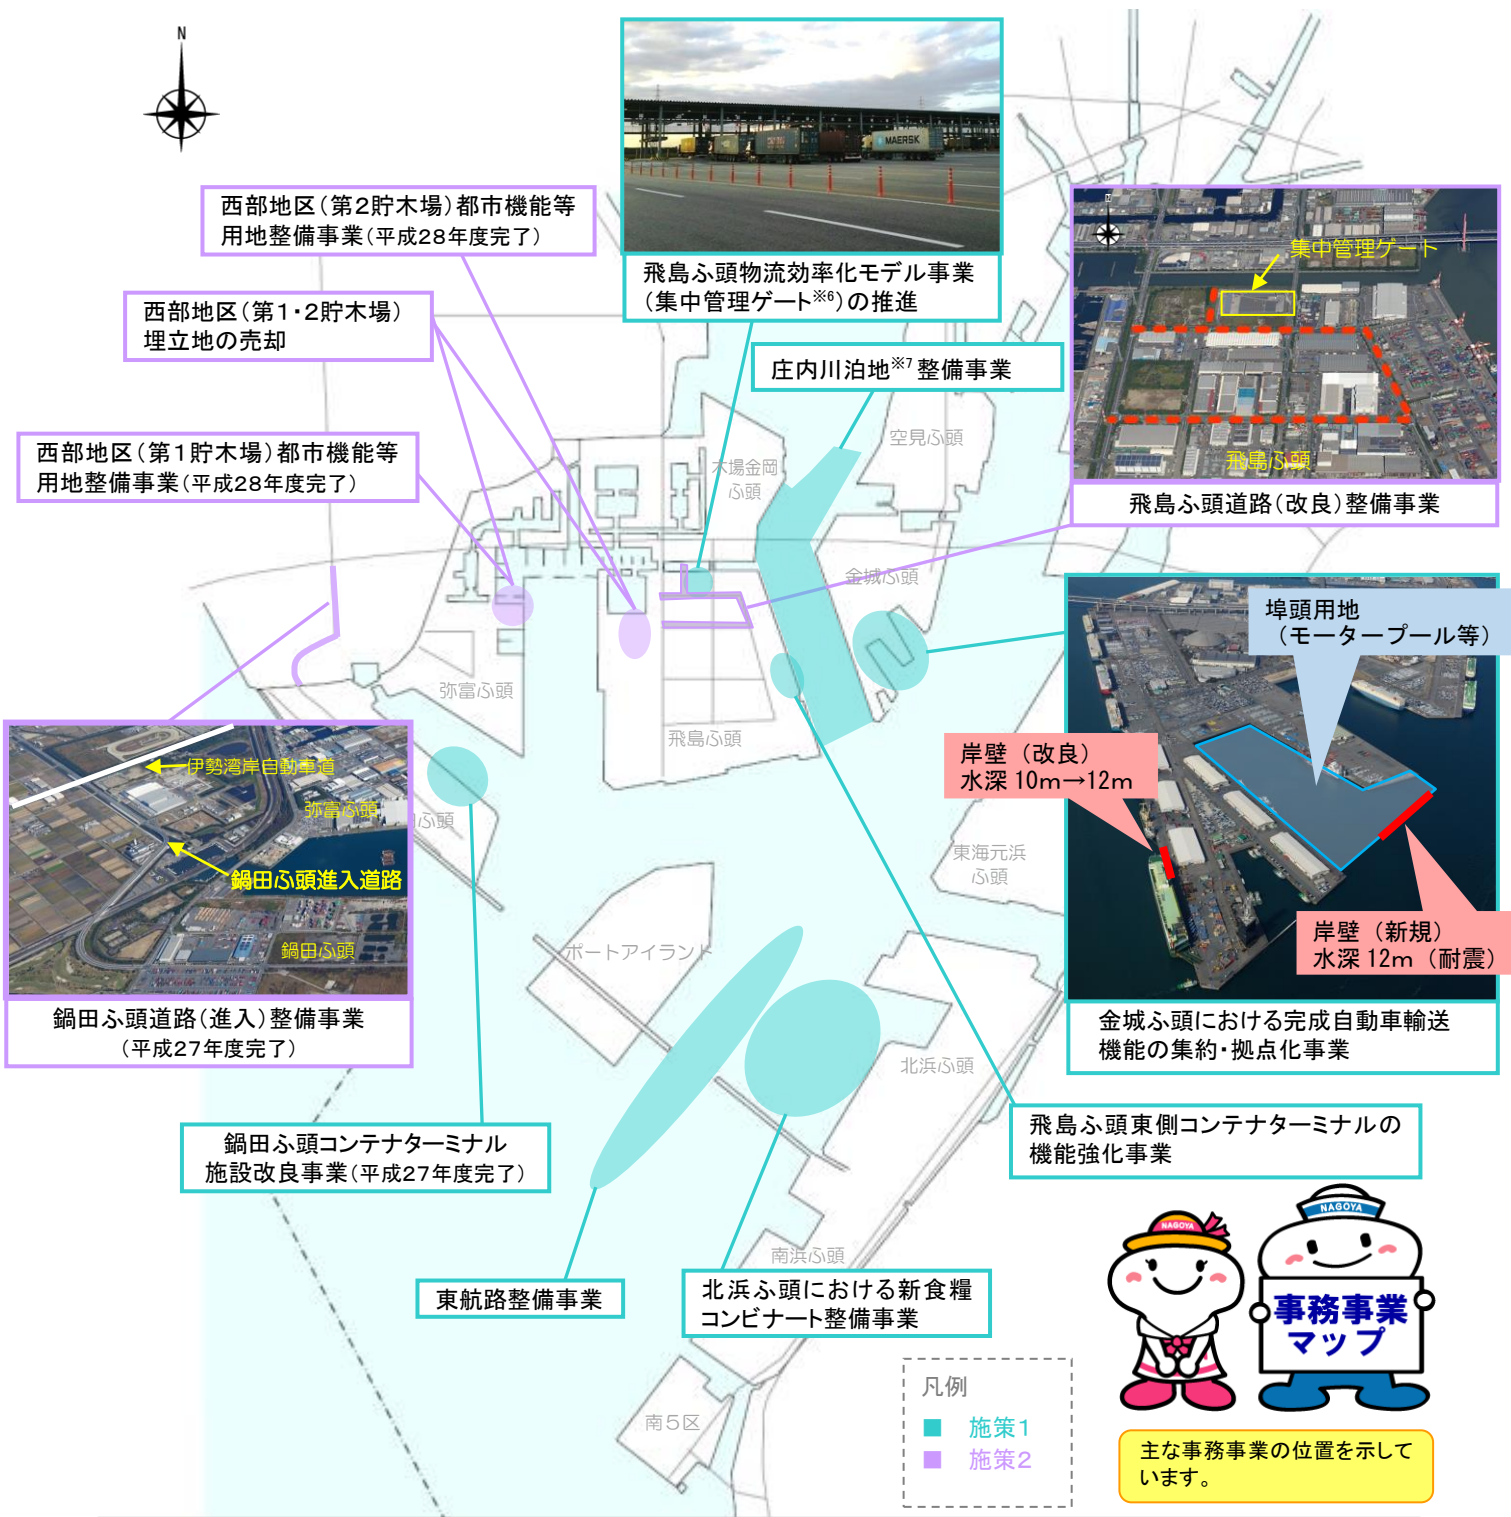 N
西部地区(第2貯木場)都市機能等
用地整備事業(平成28年度完了)
西部地区(第1・2貯木場)
埋立地の売却
西部地区(第1貯木場)都市機能等
用地整備事業(平成28年度完了)
MAERSK
飛島ふ頭物流効率化モデル事業
(集中管理ゲート※6)の推進
庄内川泊地※7整備事業
集中管理ゲート
飛島ふ頭
飛島ふ頭道路(改良)整備事業
空見ふ頭
木場金岡
ふ頭
金城ふ頭
弥富ふ頭
飛島ふ頭
埠頭用地
(モータープール等)
岸壁(改良)
水深10m→12m
岸壁(新規)
水深12m(耐震)
金城ふ頭における完成自動車輸送
機能の集約・拠点化事業
伊勢湾岸自動車道
弥富ふ頭
鍋田ふ頭進入道路
鍋田ふ頭
鍋田ふ頭道路(進入)整備事業
(平成27年度完了)
ふ頭
東海元浜
ふ頭
ポートアイランド
北浜ふ頭
鍋田ふ頭コンテナターミナル
施設改良事業(平成27年度完了)
飛島ふ頭東側コンテナターミナルの
機能強化事業
南浜ふ頭
東航路整備事業
北浜ふ頭における新食糧
コンビナート整備事業
南5区
凡例
施策1
施策2
NAGOYA
NAGOYA
事務事業
マップ
主な事務事業の位置を示して
います。